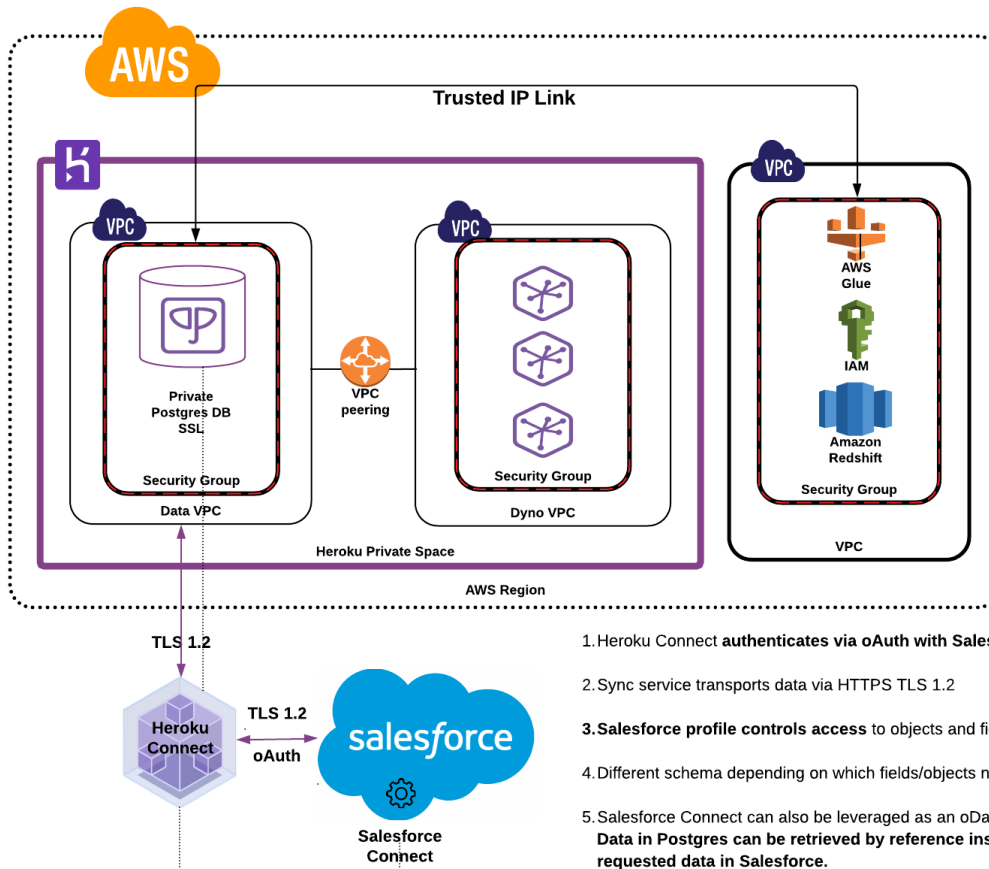 AWS
Trusted IP Link
VPC
VPC
VPC
AWS
Glue
IAM
Amazon
Redshift
Security Group
VPC
Private
Postgres DB
SSL
Security Group
Data VPC
VPC
peering
Security Group
Dyno VPC
Heroku Private Space
AWS Region
TLS 1.2
Heroku
Connect
TLS 1.2
oAuth
salesforce
Salesforce
Connect
1. Heroku Connect authenticates via oAuth with Sales
2. Sync service transports data via HTTPS TLS 1.2
3. Salesforce profile controls access to objects and fi
4. Different schema depending on which fields/objects n
5. Salesforce Connect can also be leveraged as an oDa
Data in Postgres can be retrieved by reference ins
requested data in Salesforce.